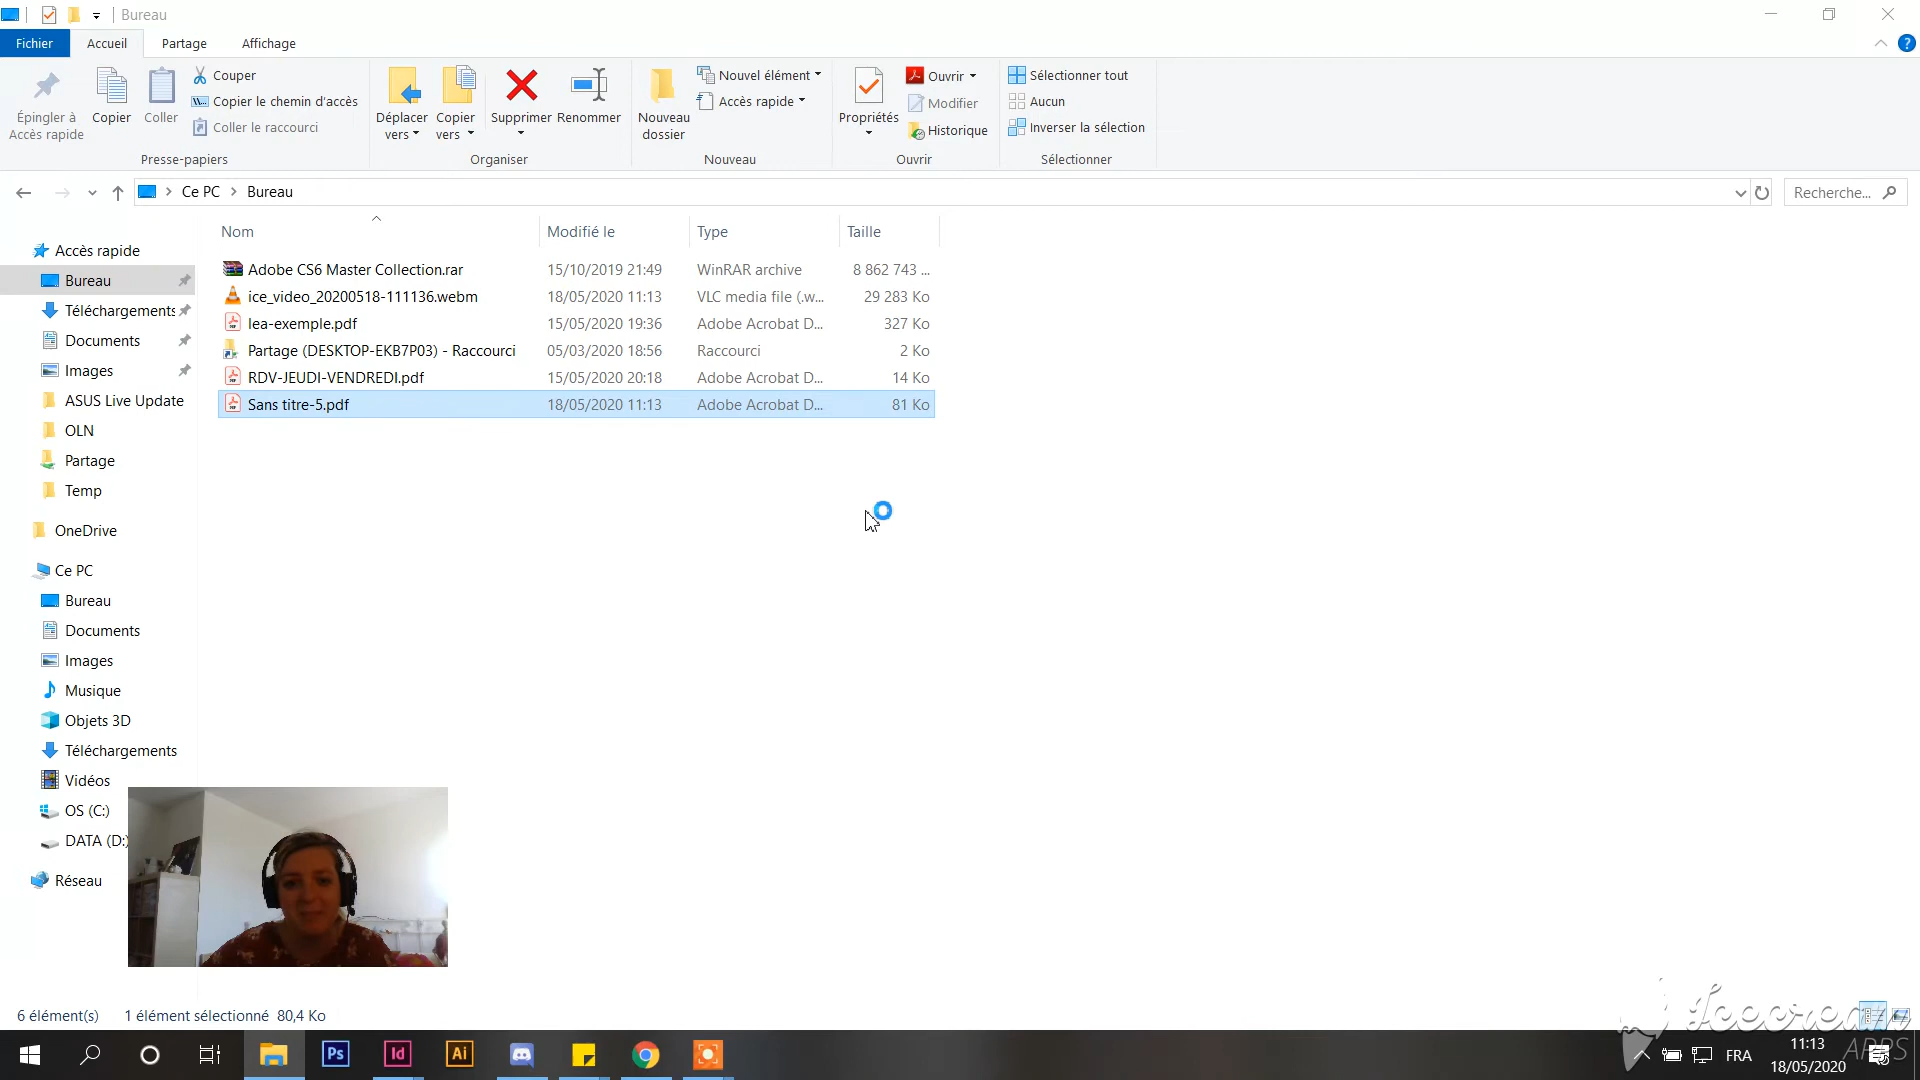 Bureau
Fichier Accueil Partage Affichage
Épingler à Accès rapide
Copier
Coller
Couper
Copier le chemin d'accès
Coller le raccourci
Presse-papiers
Déplacer vers
Copier vers
Supprimer
Renommer
Organiser
Nouveau dossier
Nouvel élément
Accès rapide
Nouveau
Propriétés
Ouvrir
Modifier
Historique
Ouvrir
Sélectionner tout
Aucun
Inverser la sélection
Sélectionner
Ce PC > Bureau
Recherche...
Nom Modifié le Type Taille
Adobe CS6 Master Collection.rar 15/10/2019 21:49 WinRAR archive 8 862 743 ...
ice_video_20200518-111136.webm 18/05/2020 11:13 VLC media file (.w... 29 283 Ko
lea-exemple.pdf 15/05/2020 19:36 Adobe Acrobat D... 327 Ko
Partage (DESKTOP-EKB7P03) - Raccourci 05/03/2020 18:56 Raccourci 2 Ko
RDV-JEUDI-VENDREDI.pdf 15/05/2020 20:18 Adobe Acrobat D... 14 Ko
Sans titre-5.pdf 18/05/2020 11:13 Adobe Acrobat D... 81 Ko
Accès rapide
Bureau
Téléchargements
Documents
Images
ASUS Live Update
OLN
Partage
Temp
OneDrive
Ce PC
Bureau
Documents
Images
Musique
Objets 3D
Téléchargements
Vidéos
OS (C:)
DATA (D:)
Réseau
6 élément(s) 1 élément sélectionné 80,4 Ko
Icecream
APPS
Ps Id Ai
FRA
11:13
18/05/2020